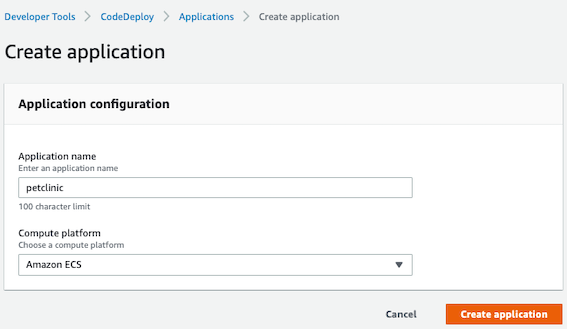 Developer Tools > CodeDeploy > Applications > Create application
Create application
Application configuration
Application name
Enter an application name
petclinic
100 character limit
Compute platform
Choose a compute platform
Amazon ECS
Cancel Create application